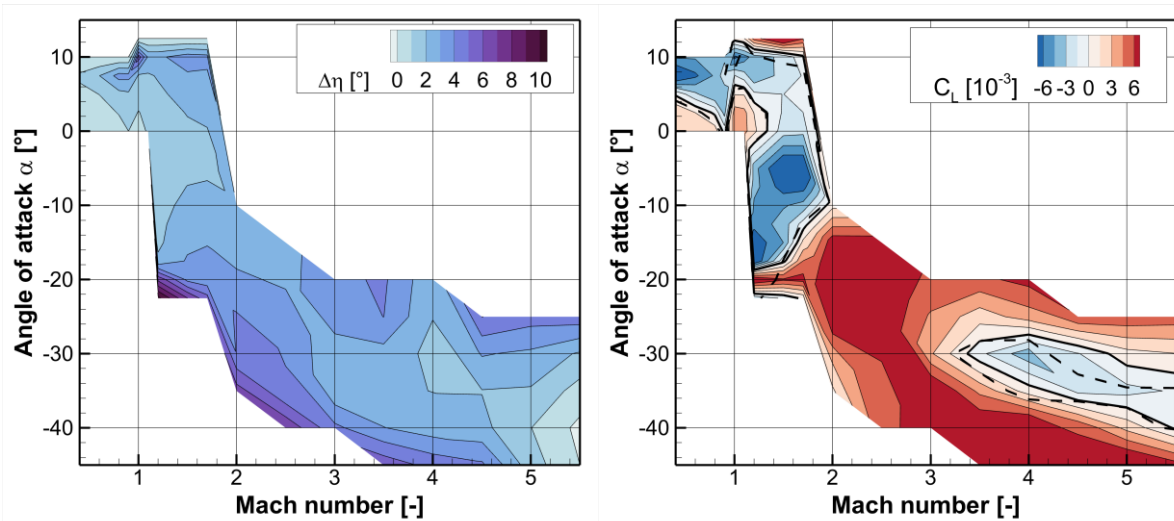 10
0
-10
-20
-30
-40
Angle of attack α [°]
Δη [°]
0 2 4 6 8 10
1 2 3 4 5
Mach number [-]
10
0
-10
-20
-30
-40
Angle of attack α [°]
C_L [10^-3]
-6 -3 0 3 6
1 2 3 4 5
Mach number [-]